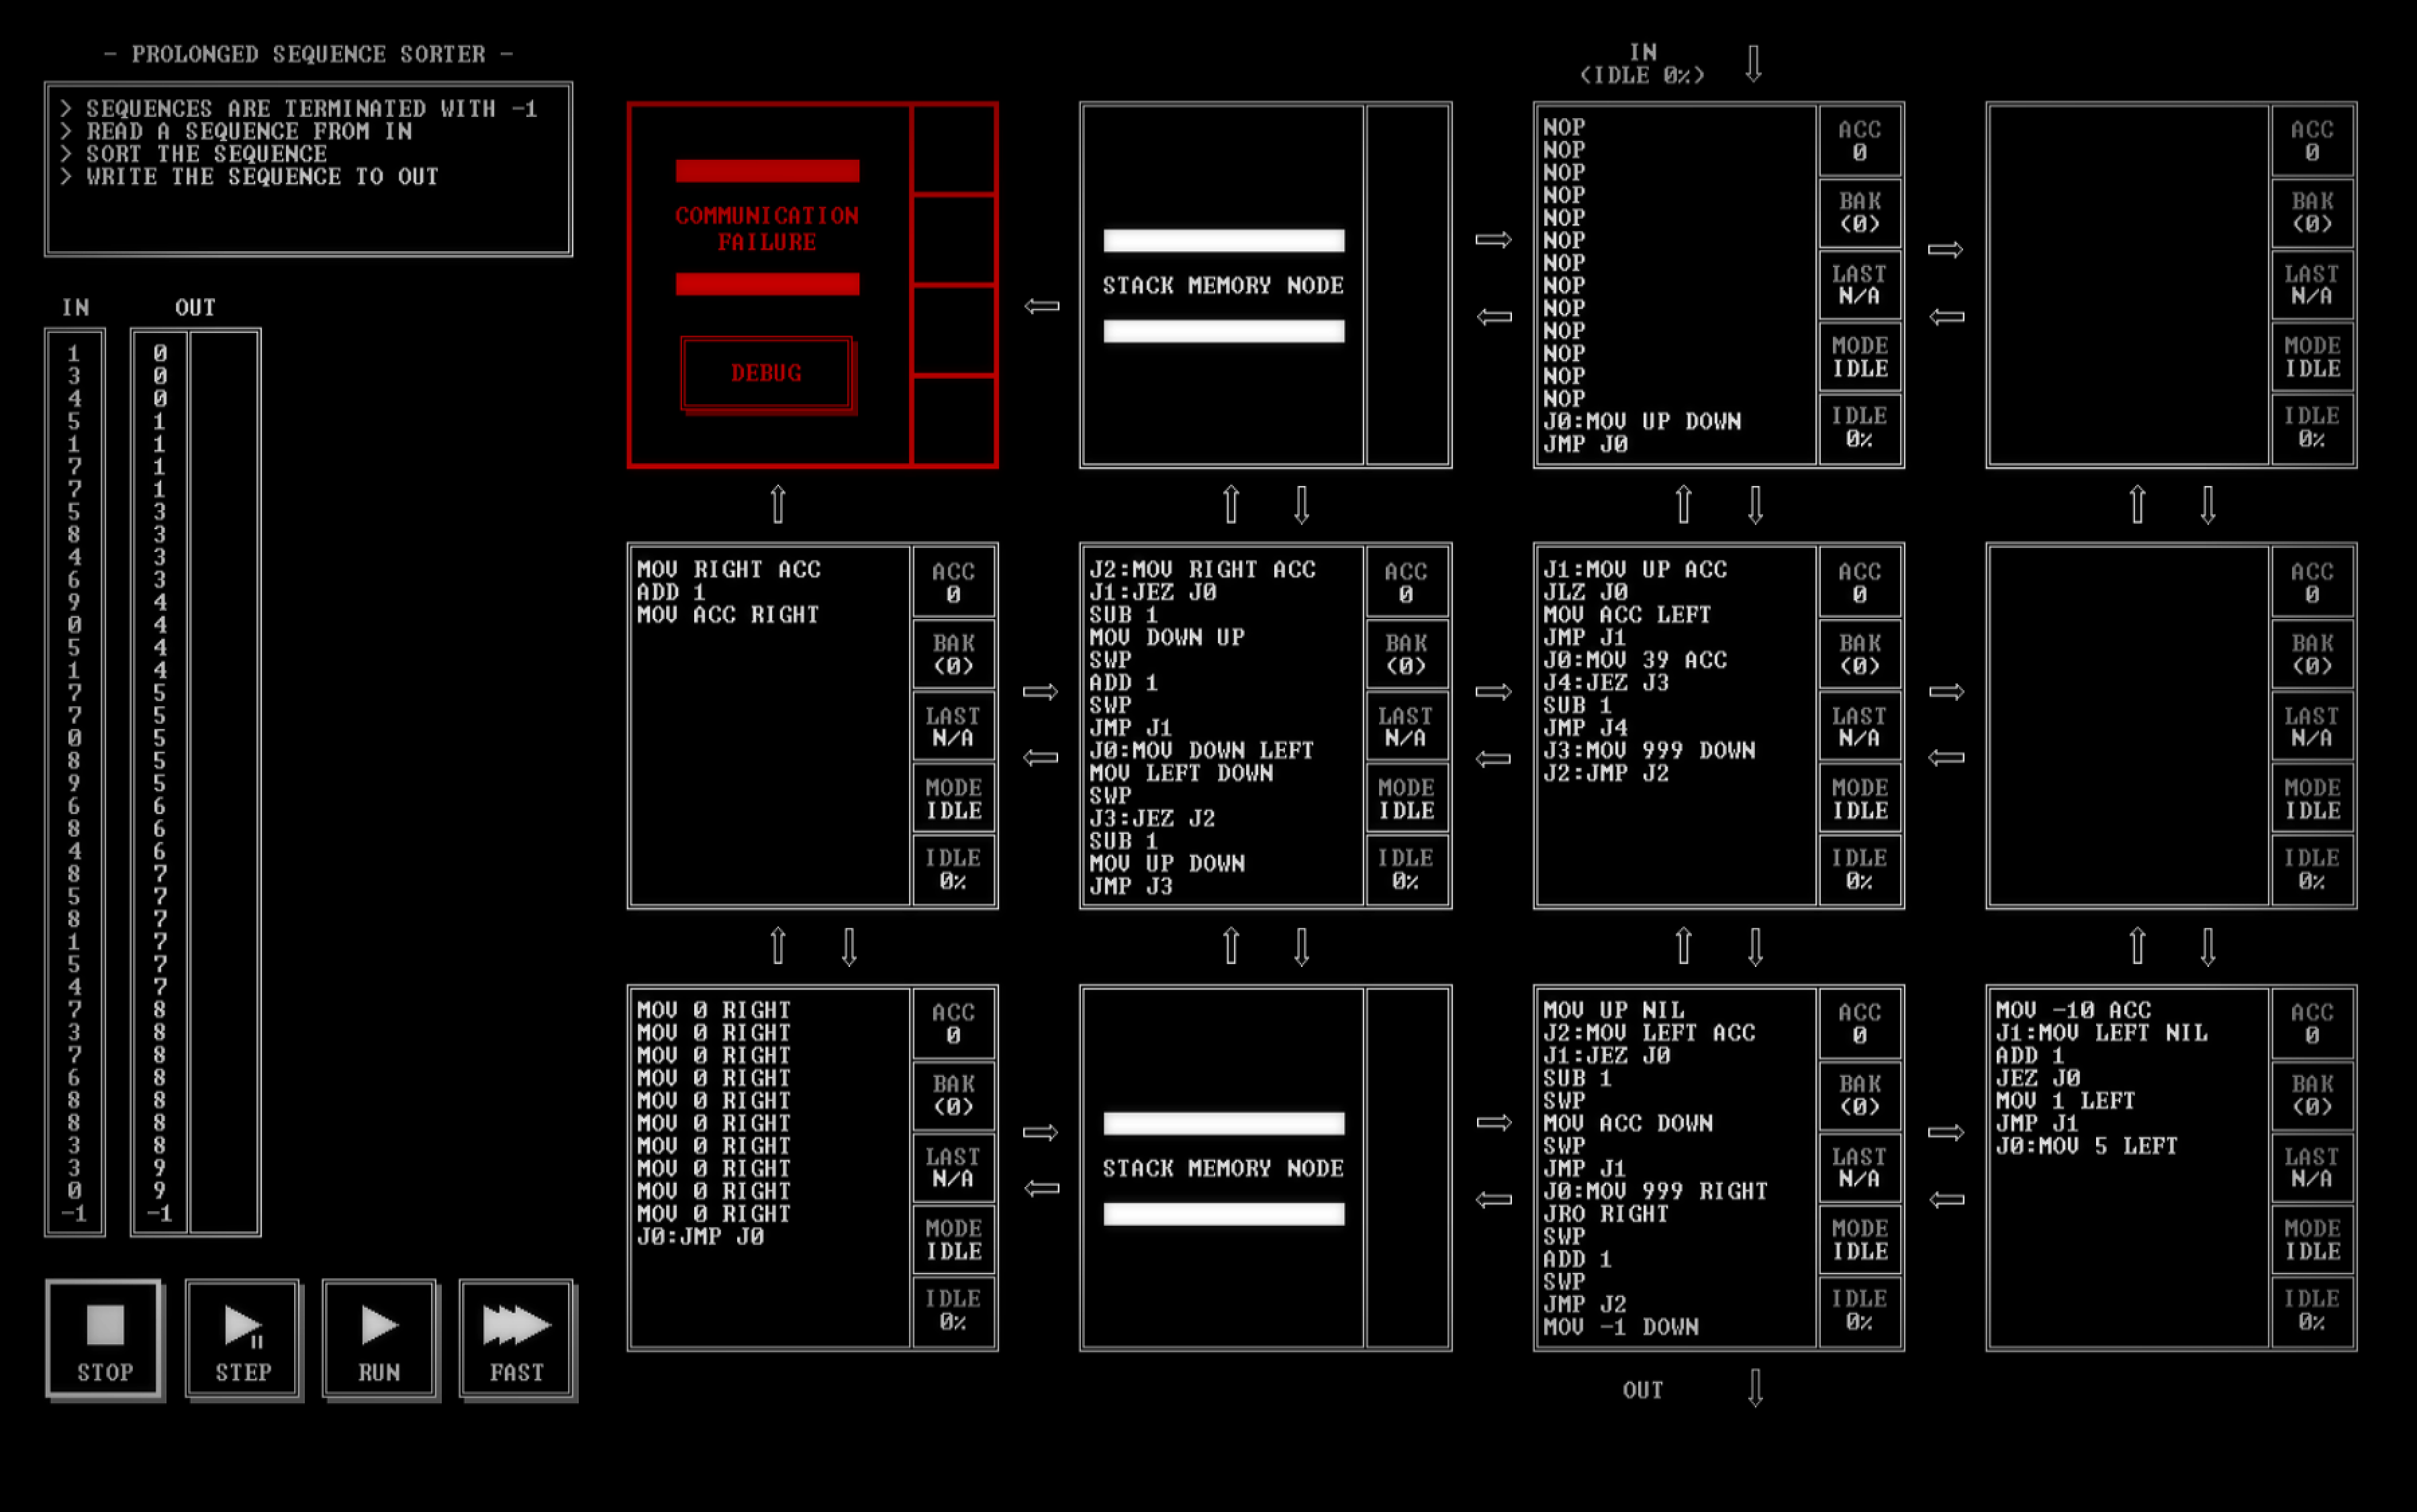 - PROLONGED SEQUENCE SORTER -
> SEQUENCES ARE TERMINATED WITH -1
> READ A SEQUENCE FROM IN
> SORT THE SEQUENCE
> WRITE THE SEQUENCE TO OUT
IN
OUT
1
3
4
5
1
7
7
5
8
4
6
9
0
5
1
7
7
0
8
9
6
8
4
8
5
8
1
5
4
7
3
7
6
8
8
3
3
0
-1
0
0
0
1
1
1
1
3
3
3
3
4
4
4
4
5
5
5
5
5
6
6
6
7
7
7
7
7
7
8
8
8
8
8
8
8
9
9
-1
STOP
STEP
RUN
FAST
COMMUNICATION
FAILURE
DEBUG
STACK MEMORY NODE
IN
(IDLE 0%)
NOP
NOP
NOP
NOP
NOP
NOP
NOP
NOP
NOP
NOP
NOP
NOP
NOP
J0:MOV UP DOWN
JMP J0
ACC
0
BAK
(0)
LAST
N/A
MODE
IDLE
IDLE
0%
ACC
0
BAK
(0)
LAST
N/A
MODE
IDLE
IDLE
0%
MOV RIGHT ACC
ADD 1
MOV ACC RIGHT
ACC
0
BAK
(0)
LAST
N/A
MODE
IDLE
IDLE
0%
J2:MOV RIGHT ACC
J1:JEZ J0
SUB 1
MOV DOWN UP
SWP
ADD 1
SWP
JMP J1
J0:MOV DOWN LEFT
MOV LEFT DOWN
SWP
J3:JEZ J2
SUB 1
MOV UP DOWN
JMP J3
ACC
0
BAK
(0)
LAST
N/A
MODE
IDLE
IDLE
0%
J1:MOV UP ACC
JLZ J0
MOV ACC LEFT
JMP J1
J0:MOV 39 ACC
J4:JEZ J3
SUB 1
JMP J4
J3:MOV 999 DOWN
J2:JMP J2
ACC
0
BAK
(0)
LAST
N/A
MODE
IDLE
IDLE
0%
ACC
0
BAK
(0)
LAST
N/A
MODE
IDLE
IDLE
0%
MOV 0 RIGHT
MOV 0 RIGHT
MOV 0 RIGHT
MOV 0 RIGHT
MOV 0 RIGHT
MOV 0 RIGHT
MOV 0 RIGHT
MOV 0 RIGHT
MOV 0 RIGHT
MOV 0 RIGHT
J0:JMP J0
ACC
0
BAK
(0)
LAST
N/A
MODE
IDLE
IDLE
0%
STACK MEMORY NODE
MOV UP NIL
J2:MOV LEFT ACC
J1:JEZ J0
SUB 1
SWP
MOV ACC DOWN
SWP
JMP J1
J0:MOV 999 RIGHT
JRO RIGHT
SWP
ADD 1
SWP
JMP J2
MOV -1 DOWN
ACC
0
BAK
(0)
LAST
N/A
MODE
IDLE
IDLE
0%
MOV -10 ACC
J1:MOV LEFT NIL
ADD 1
JEZ J0
MOV 1 LEFT
JMP J1
J0:MOV 5 LEFT
ACC
0
BAK
(0)
LAST
N/A
MODE
IDLE
IDLE
0%
OUT